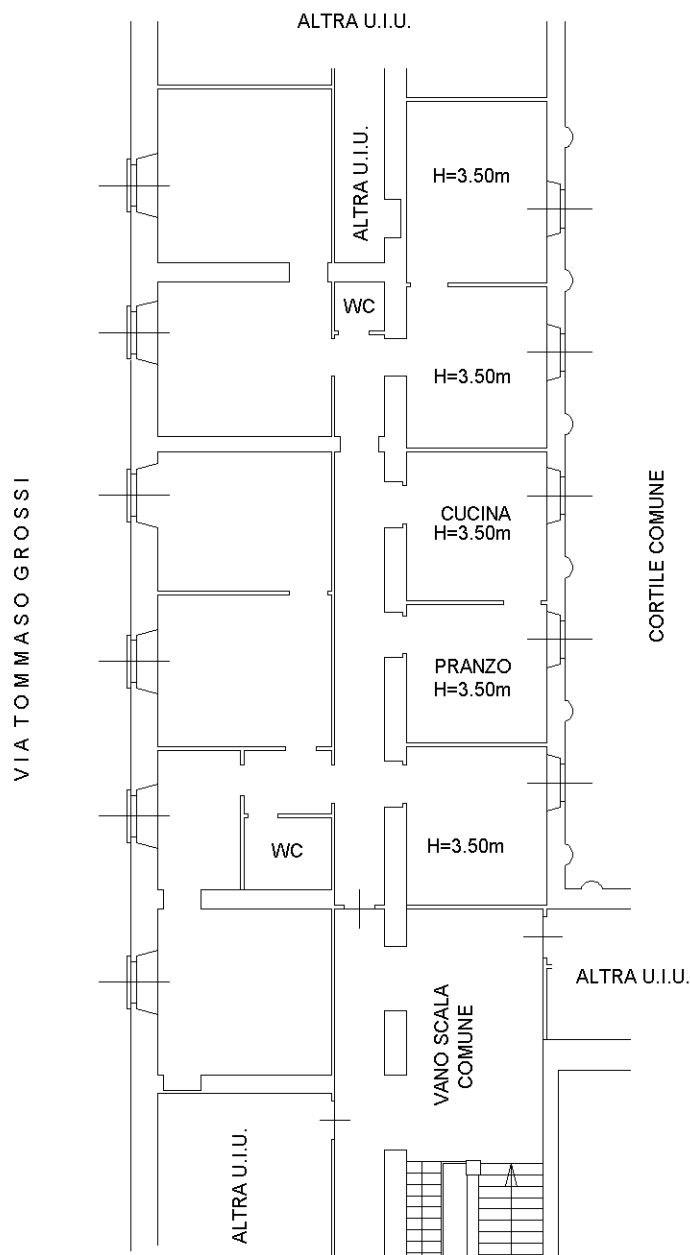 ALTRA U.I.U.
ALTRA U.I.U.
H=3.50m
WC
H=3.50m
VIA TOMMASO GROSSI
CORTILE COMUNE
CUCINA
H=3.50m
PRANZO
H=3.50m
WC
H=3.50m
ALTRA U.I.U.
VANO SCALA
COMUNE
ALTRA U.I.U.